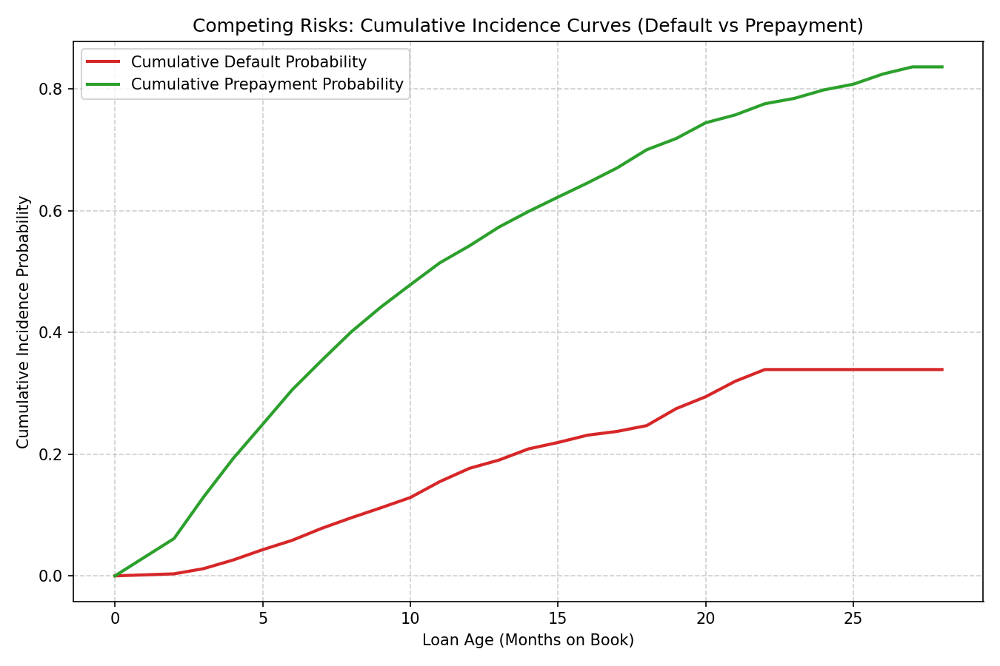 Competing Risks: Cumulative Incidence Curves (Default vs Prepayment)
Cumulative Default Probability
Cumulative Prepayment Probability
Cumulative Incidence Probability
0.8
0.6
0.4
0.2
0.0
0 5 10 15 20 25
Loan Age (Months on Book)